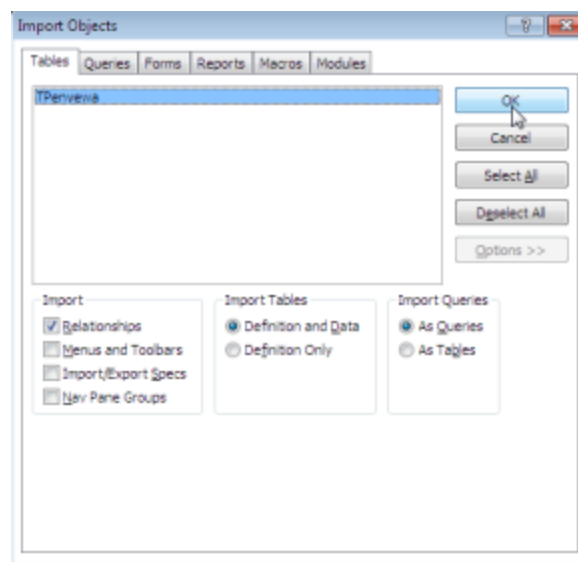 Import Objects
Tables Queries Forms Reports Macros Modules
TPenvewa
OK
Cancel
Select All
Deselect All
Options >>
Import
Relationships
Menus and Toolbars
Import/Export Specs
Nav Pane Groups
Import Tables
Definition and Data
Definition Only
Import Queries
As Queries
As Tables